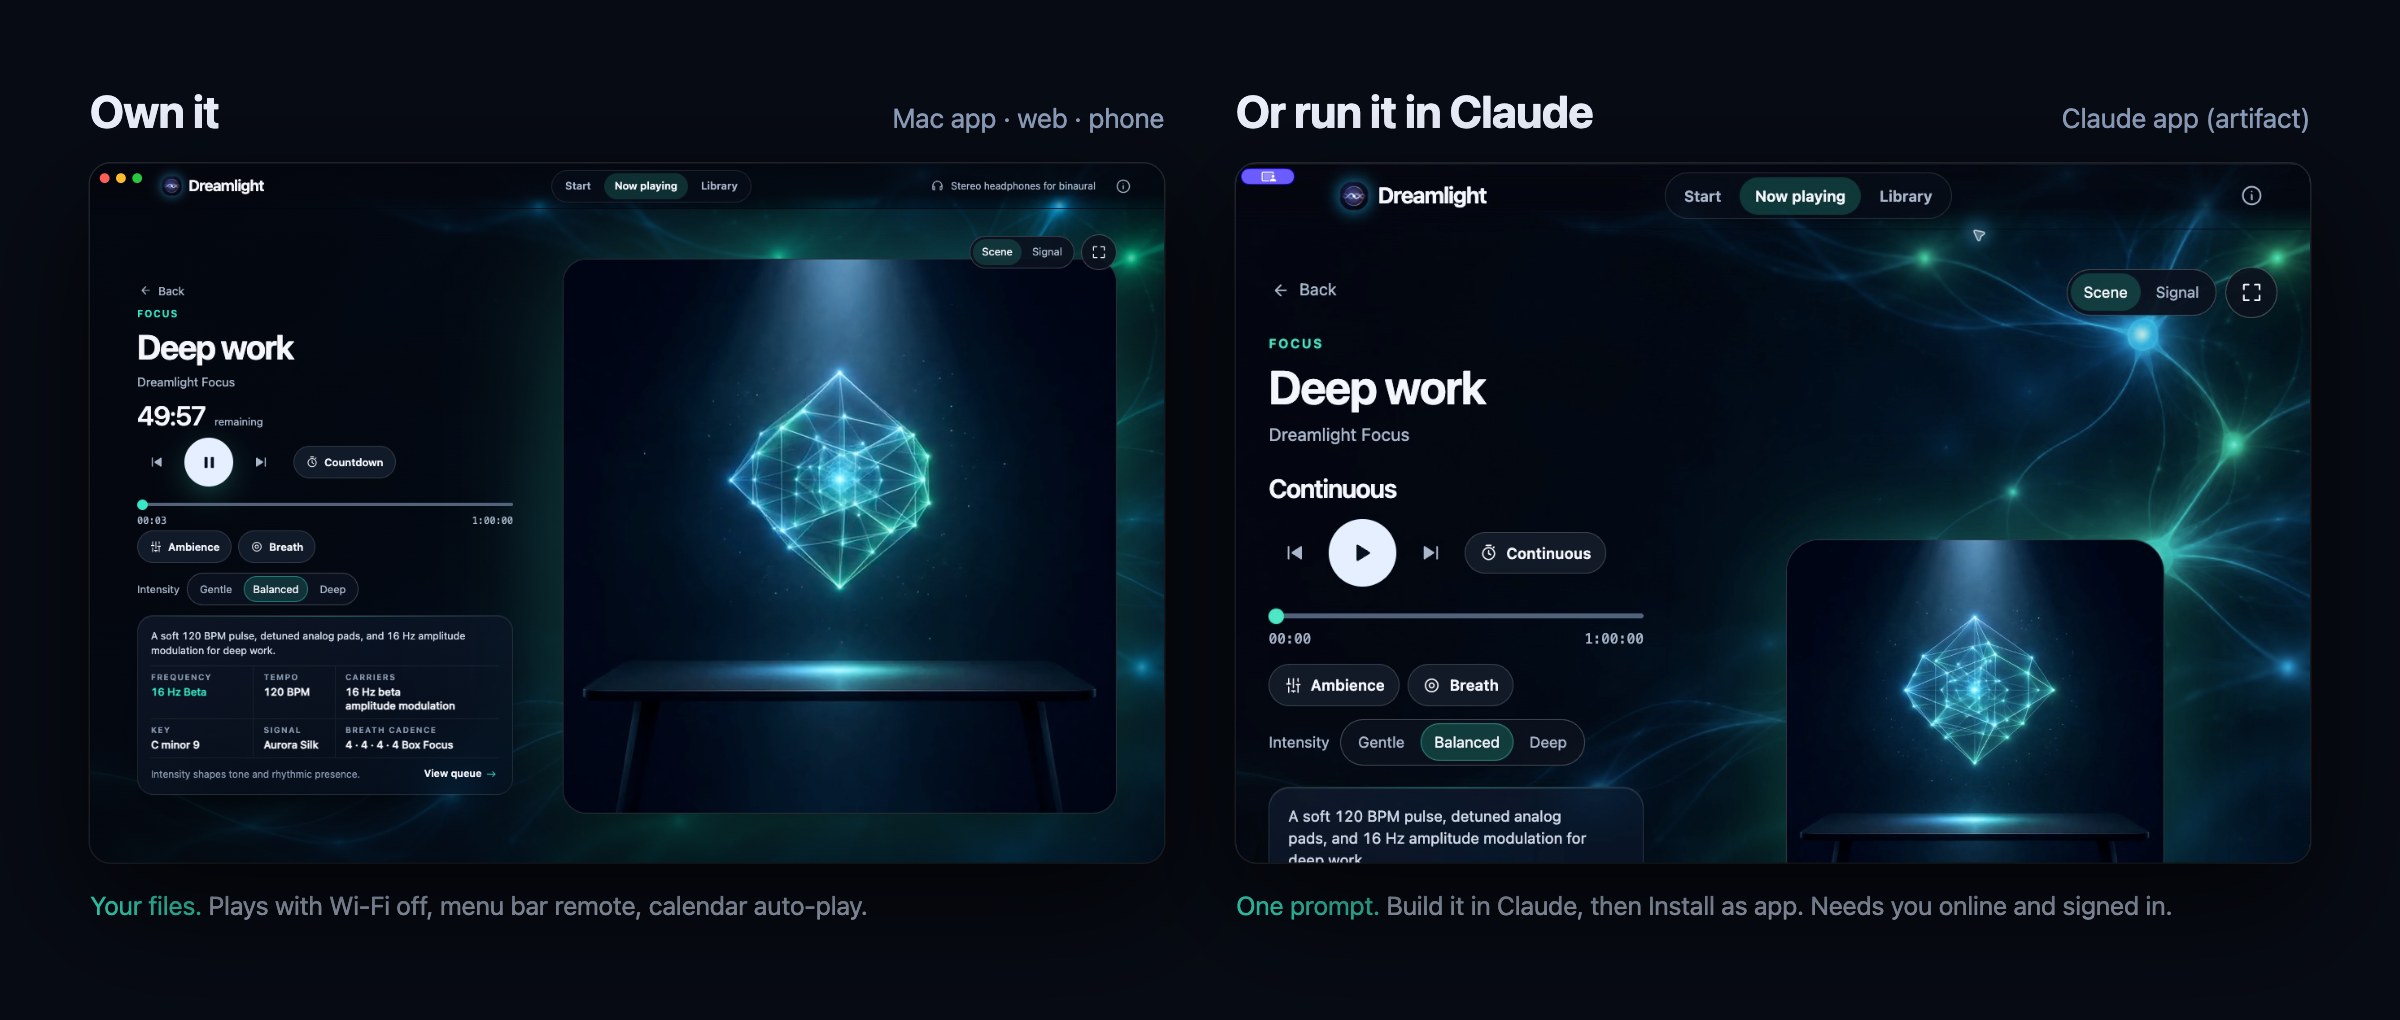 Own it
Mac app · web · phone
Dreamlight
Start
Now playing
Library
Stereo headphones for binaural
Scene
Signal
Back
FOCUS
Deep work
Dreamlight Focus
49:57 remaining
Countdown
00:03
1:00:00
Ambience
Breath
Intensity
Gentle
Balanced
Deep
A soft 120 BPM pulse, detuned analog pads, and 16 Hz amplitude
modulation for deep work.
FREQUENCY
16 Hz Beta
TEMPO
120 BPM
CARRIERS
16 Hz beta
amplitude modulation
KEY
C minor 9
SIGNAL
Aurora Silk
BREATH CADENCE
4 · 4 · 4 · 4 Box Focus
Intensity shapes tone and rhythmic presence.
View queue →
Your files. Plays with Wi-Fi off, menu bar remote, calendar auto-play.
Or run it in Claude
Claude app (artifact)
Dreamlight
Start
Now playing
Library
Scene
Signal
Back
FOCUS
Deep work
Dreamlight Focus
Continuous
Continuous
00:00
1:00:00
Ambience
Breath
Intensity
Gentle
Balanced
Deep
A soft 120 BPM pulse, detuned analog
pads, and 16 Hz amplitude modulation for
deep work
One prompt. Build it in Claude, then Install as app. Needs you online and signed in.